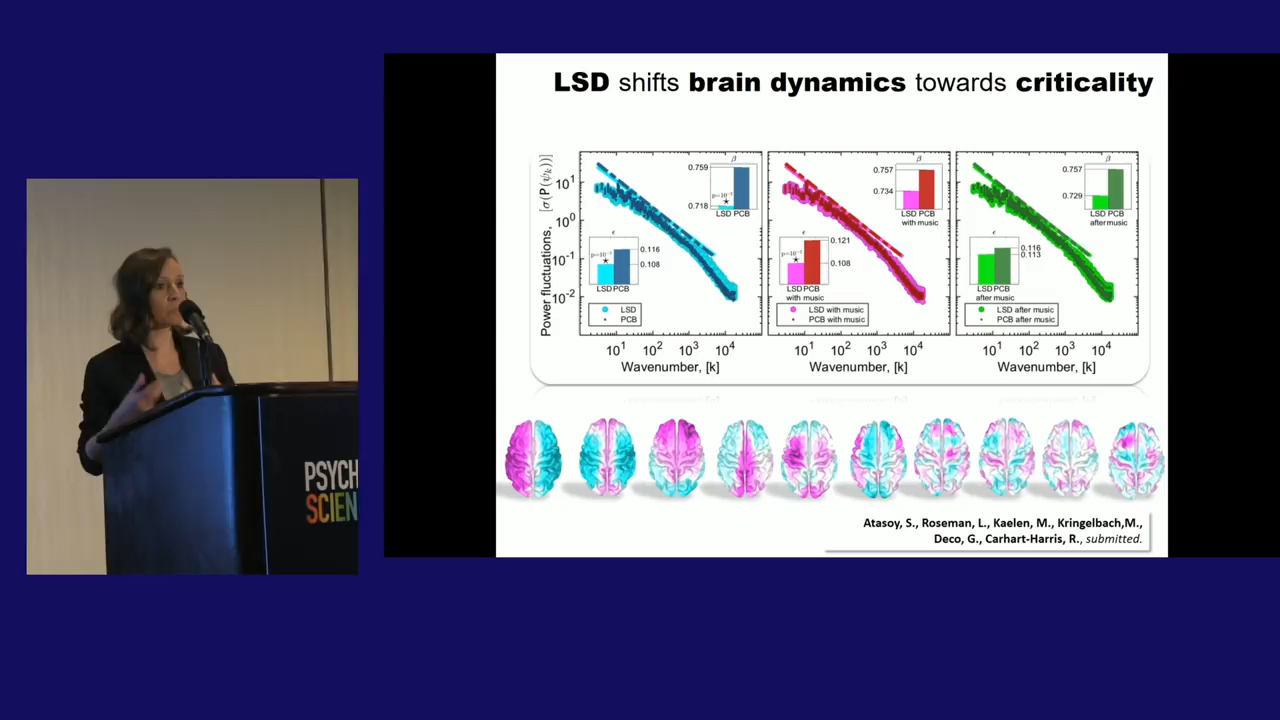 LSD shifts brain dynamics towards criticality
Power fluctuations, [σ(P(ψk))]
10¹
10⁰
10⁻¹
10⁻²
β
0.759
0.718
LSD PCB
ϵ
0.116
0.108
LSD PCB
LSD
PCB
10¹ 10² 10³ 10⁴
Wavenumber, [k]
β
0.757
0.734
LSD PCB
with music
ϵ
0.121
0.108
LSD PCB
with music
LSD with music
PCB with music
10¹ 10² 10³ 10⁴
Wavenumber, [k]
β
0.757
0.729
LSD PCB
after music
ϵ
0.116
0.113
LSD PCB
after music
LSD after music
PCB after music
10¹ 10² 10³ 10⁴
Wavenumber, [k]
Atasoy, S., Roseman, L., Kaelen, M., Kringelbach,M.,
Deco, G., Carhart-Harris, R., submitted.
PSYCH
SCIEN